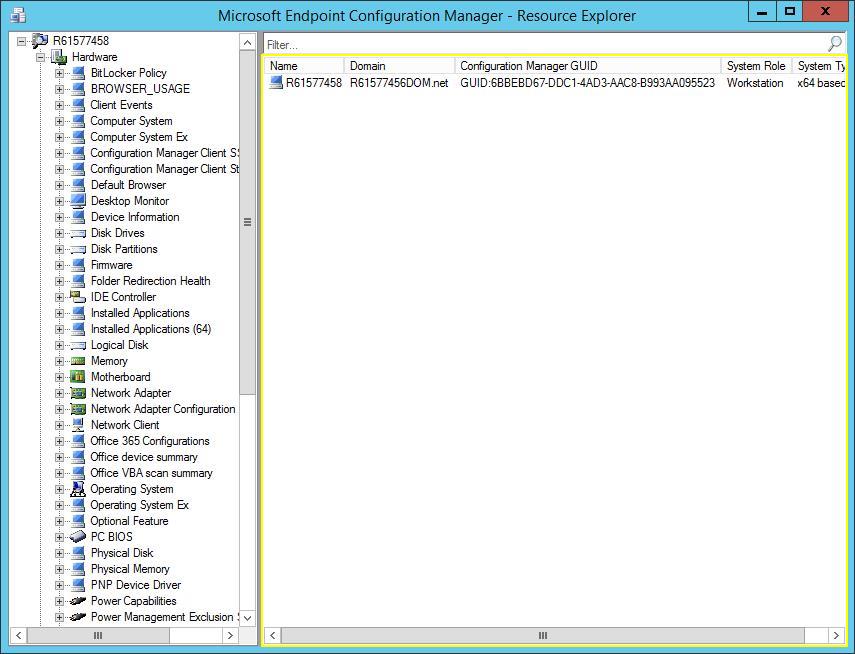 Microsoft Endpoint Configuration Manager - Resource Explorer
R61577458
Hardware
BitLocker Policy
BROWSER_USAGE
Client Events
Computer System
Computer System Ex
Configuration Manager Client SS
Configuration Manager Client St
Default Browser
Desktop Monitor
Device Information
Disk Drives
Disk Partitions
Firmware
Folder Redirection Health
IDE Controller
Installed Applications
Installed Applications (64)
Logical Disk
Memory
Motherboard
Network Adapter
Network Adapter Configuration
Network Client
Office 365 Configurations
Office device summary
Office VBA scan summary
Operating System
Operating System Ex
Optional Feature
PC BIOS
Physical Disk
Physical Memory
PNP Device Driver
Power Capabilities
Power Management Exclusion S
Filter...
Name Domain Configuration Manager GUID System Role System Ty
R61577458 R61577456DOM.net GUID:6BBEBD67-DDC1-4AD3-AAC8-B993AA095523 Workstation x64 based